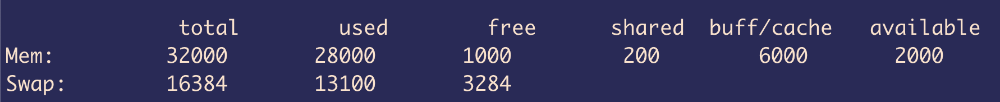 total used free shared buff/cache available
Mem: 32000 28000 1000 200 6000 2000
Swap: 16384 13100 3284